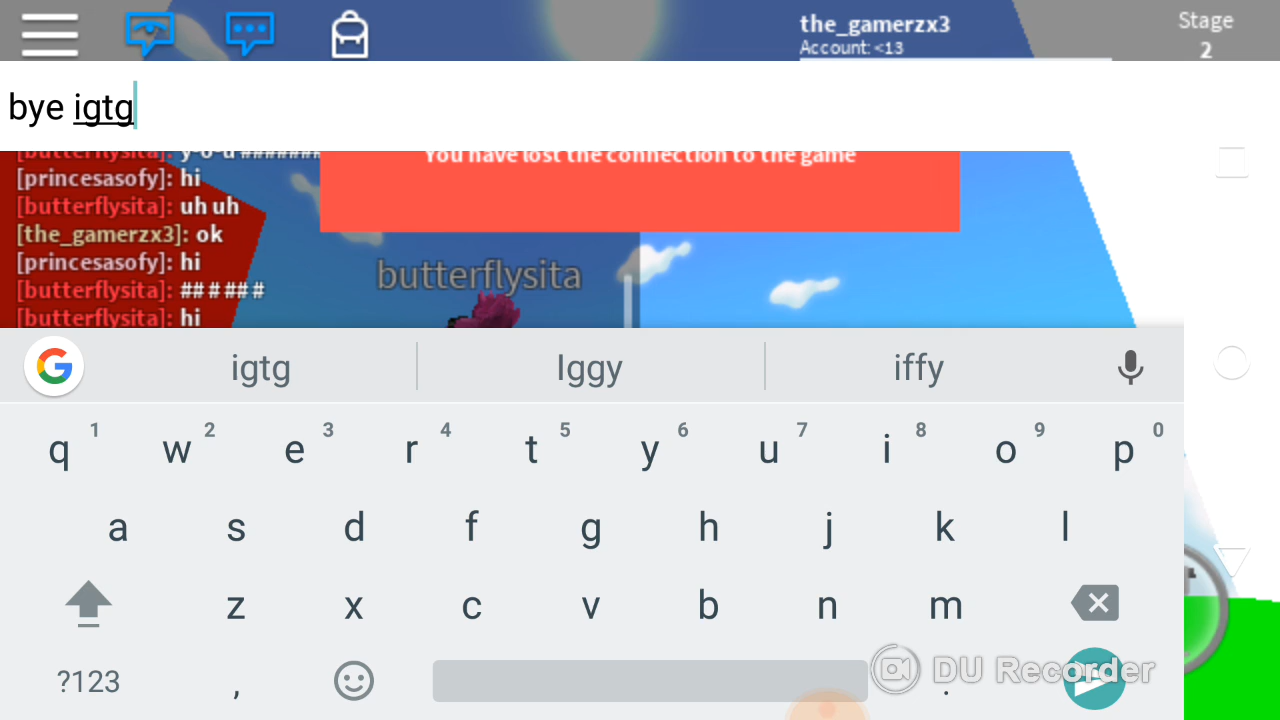 the_gamerzx3
Account: <13
Stage
2
bye igtg
[butterflysita]: y-o-u #######
[princesasofy]: hi
[butterflysita]: uh uh
[the_gamerzx3]: ok
[princesasofy]: hi
[butterflysita]: ######
[butterflysita]: hi
You have lost the connection to the game
butterflysita
igtg Iggy iffy
q 1 w 2 e 3 r 4 t 5 y 6 u 7 i 8 o 9 p 0
a s d f g h j k l
z x c v b n m
?123 , .
DU Recorder